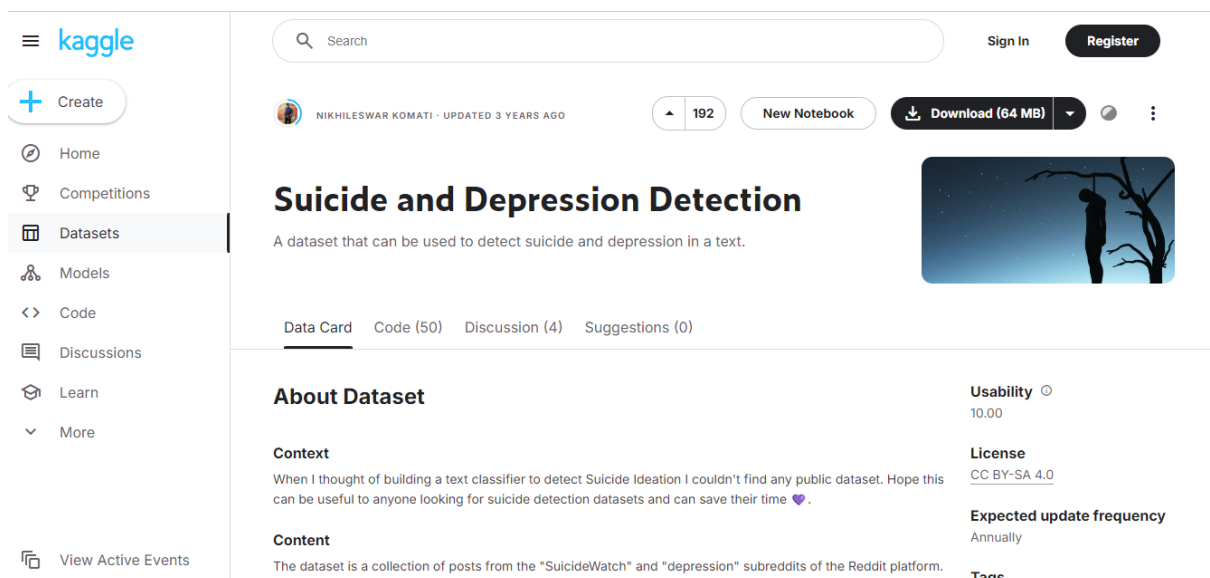 kaggle
Search
Sign In
Register
Create
NIKHILESWAR KOMATI · UPDATED 3 YEARS AGO
192
New Notebook
Download (64 MB)
Home
Competitions
Datasets
Models
Code
Discussions
Learn
More
View Active Events
Suicide and Depression Detection
A dataset that can be used to detect suicide and depression in a text.
Data Card
Code (50)
Discussion (4)
Suggestions (0)
About Dataset
Context
When I thought of building a text classifier to detect Suicide Ideation I couldn't find any public dataset. Hope this
can be useful to anyone looking for suicide detection datasets and can save their time 💜.
Content
The dataset is a collection of posts from the "SuicideWatch" and "depression" subreddits of the Reddit platform.
Usability
10.00
License
CC BY-SA 4.0
Expected update frequency
Annually
Tags